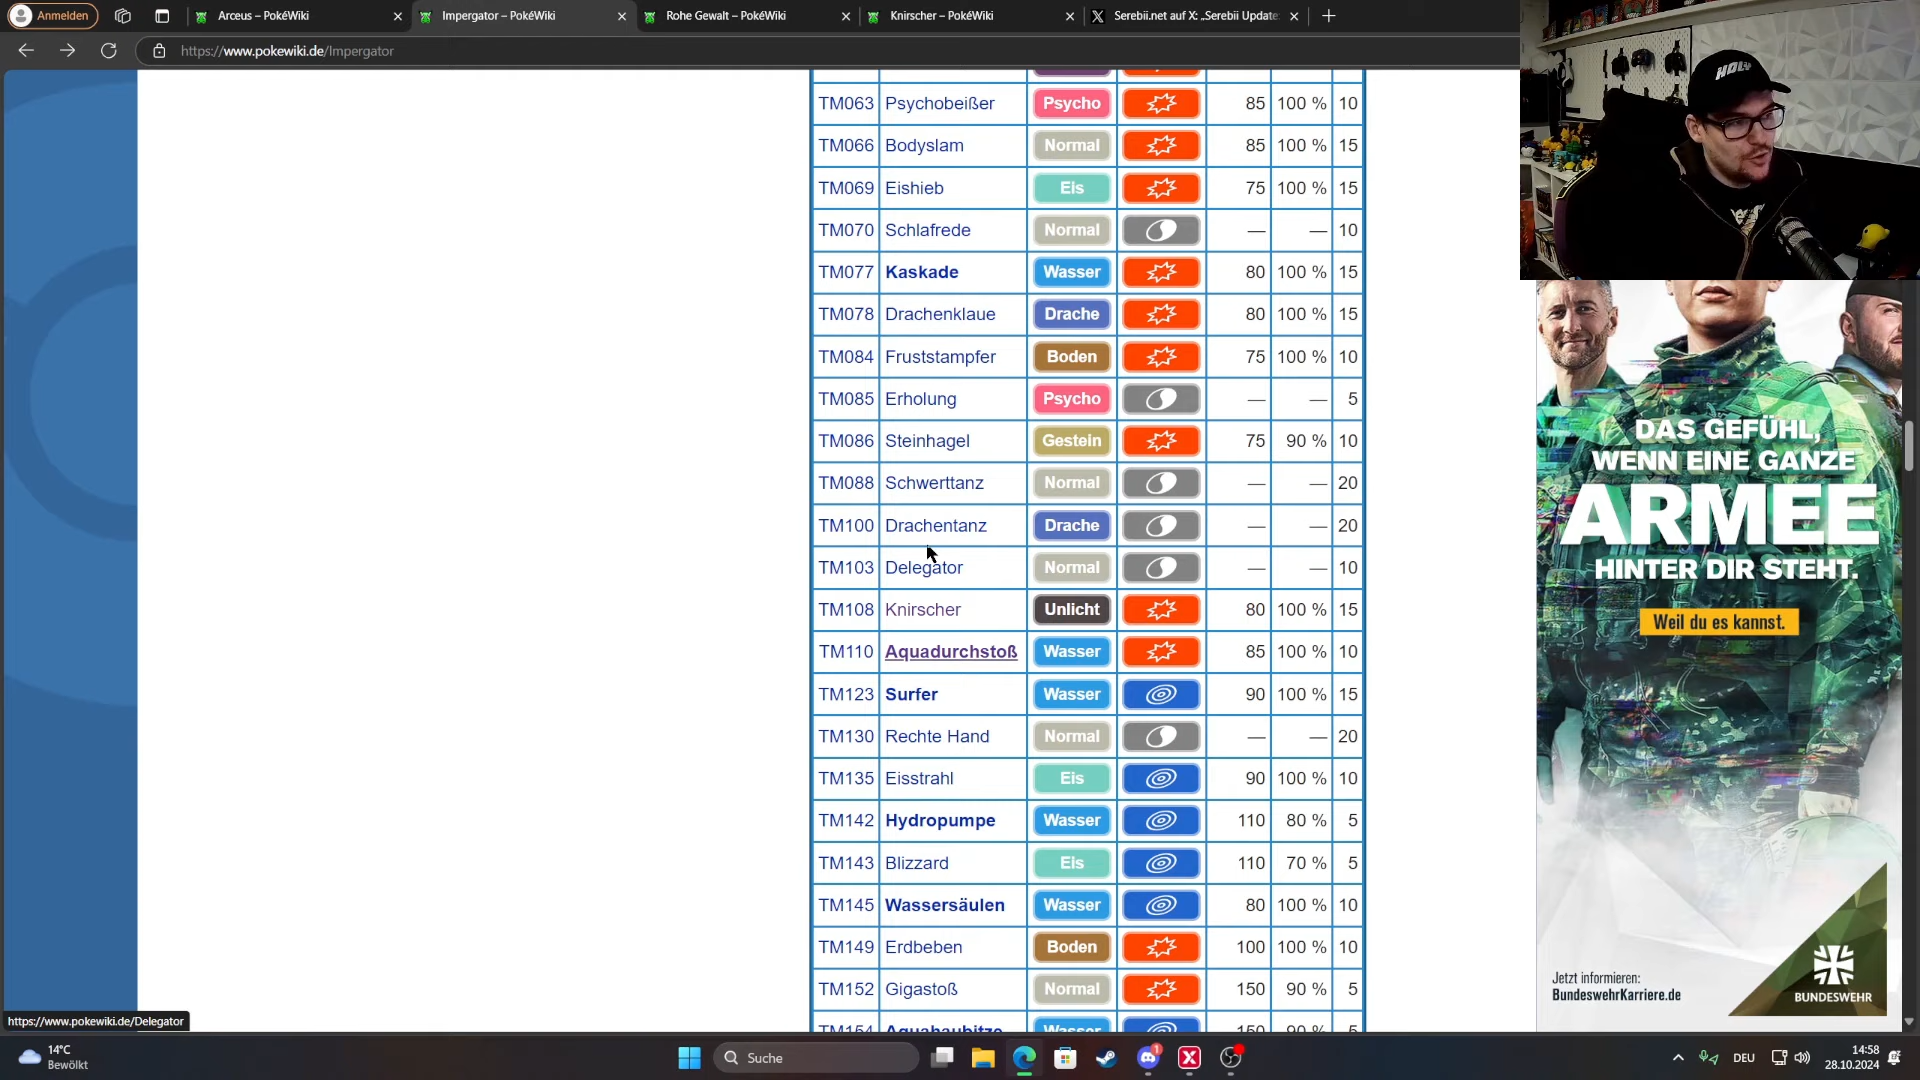 Anmelden
Arceus – PokéWiki
Impergator – PokéWiki
Rohe Gewalt – PokéWiki
Knirscher – PokéWiki
Serebii.net auf X: „Serebii Update:
https://www.pokewiki.de/Impergator
HOLY
TM063 Psychobeißer Psycho 85 100 % 10
TM066 Bodyslam Normal 85 100 % 15
TM069 Eishieb Eis 75 100 % 15
TM070 Schlafrede Normal — — 10
TM077 Kaskade Wasser 80 100 % 15
TM078 Drachenklaue Drache 80 100 % 15
TM084 Fruststampfer Boden 75 100 % 10
TM085 Erholung Psycho — — 5
TM086 Steinhagel Gestein 75 90 % 10
TM088 Schwerttanz Normal — — 20
TM100 Drachentanz Drache — — 20
TM103 Delegator Normal — — 10
TM108 Knirscher Unlicht 80 100 % 15
TM110 Aquadurchstoß Wasser 85 100 % 10
TM123 Surfer Wasser 90 100 % 15
TM130 Rechte Hand Normal — — 20
TM135 Eisstrahl Eis 90 100 % 10
TM142 Hydropumpe Wasser 110 80 % 5
TM143 Blizzard Eis 110 70 % 5
TM145 Wassersäulen Wasser 80 100 % 10
TM149 Erdbeben Boden 100 100 % 10
TM152 Gigastoß Normal 150 90 % 5
TM154 Aquahaubitze Wasser 150 90 % 5
DAS GEFÜHL,
WENN EINE GANZE
ARMEE
HINTER DIR STEHT.
Weil du es kannst.
Jetzt informieren:
BundeswehrKarriere.de
BUNDESWEHR
https://www.pokewiki.de/Delegator
14°C
Bewölkt
Suche
1
DEU
14:58
28.10.2024